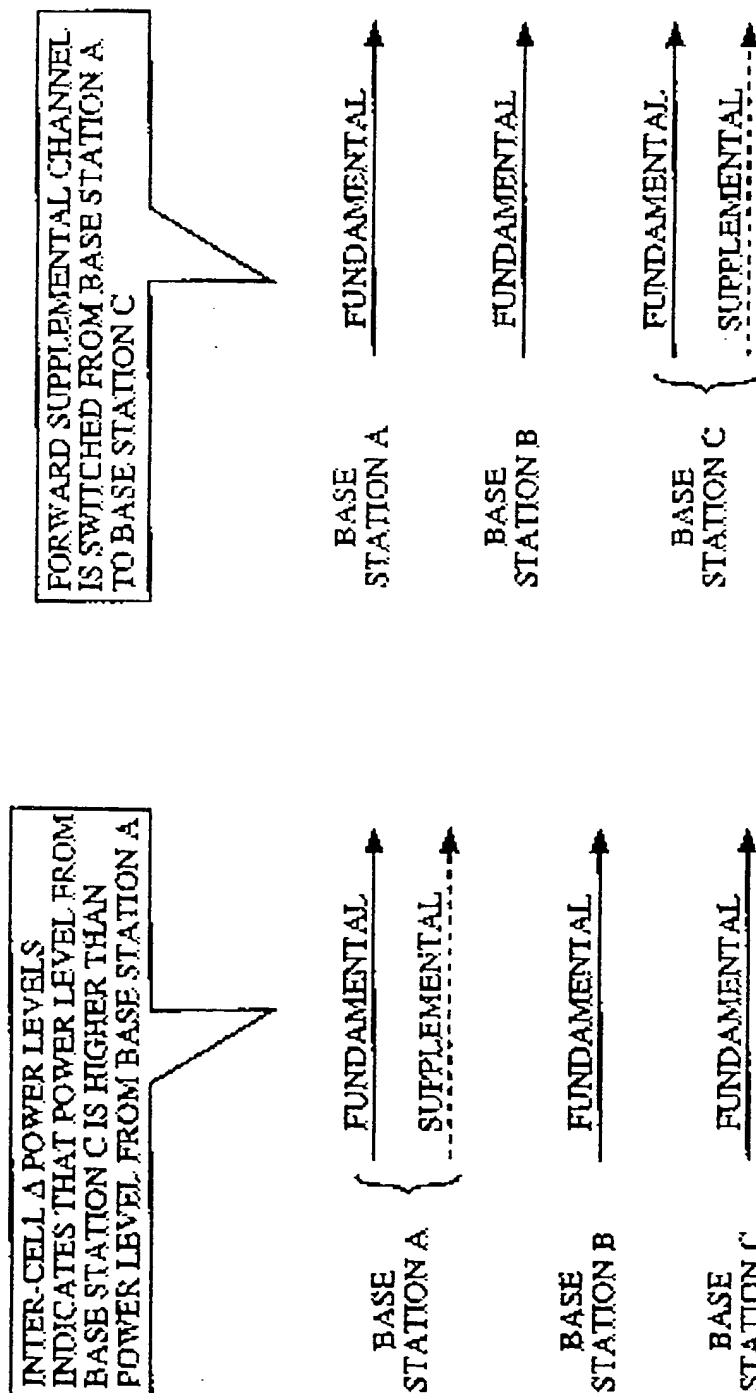 INTER-CELL Δ POWER LEVELS
INDICATES THAT POWER LEVEL FROM
BASE STATION C IS HIGHER THAN
POWER LEVEL FROM BASE STATION A
BASE
STATION A
FUNDAMENTAL
SUPPLEMENTAL
BASE
STATION B
FUNDAMENTAL
BASE
STATION C
FUNDAMENTAL
FORWARD SUPPLEMENTAL CHANNEL
IS SWITCHED FROM BASE STATION A
TO BASE STATION C
BASE
STATION A
FUNDAMENTAL
BASE
STATION B
FUNDAMENTAL
BASE
STATION C
FUNDAMENTAL
SUPPLEMENTAL